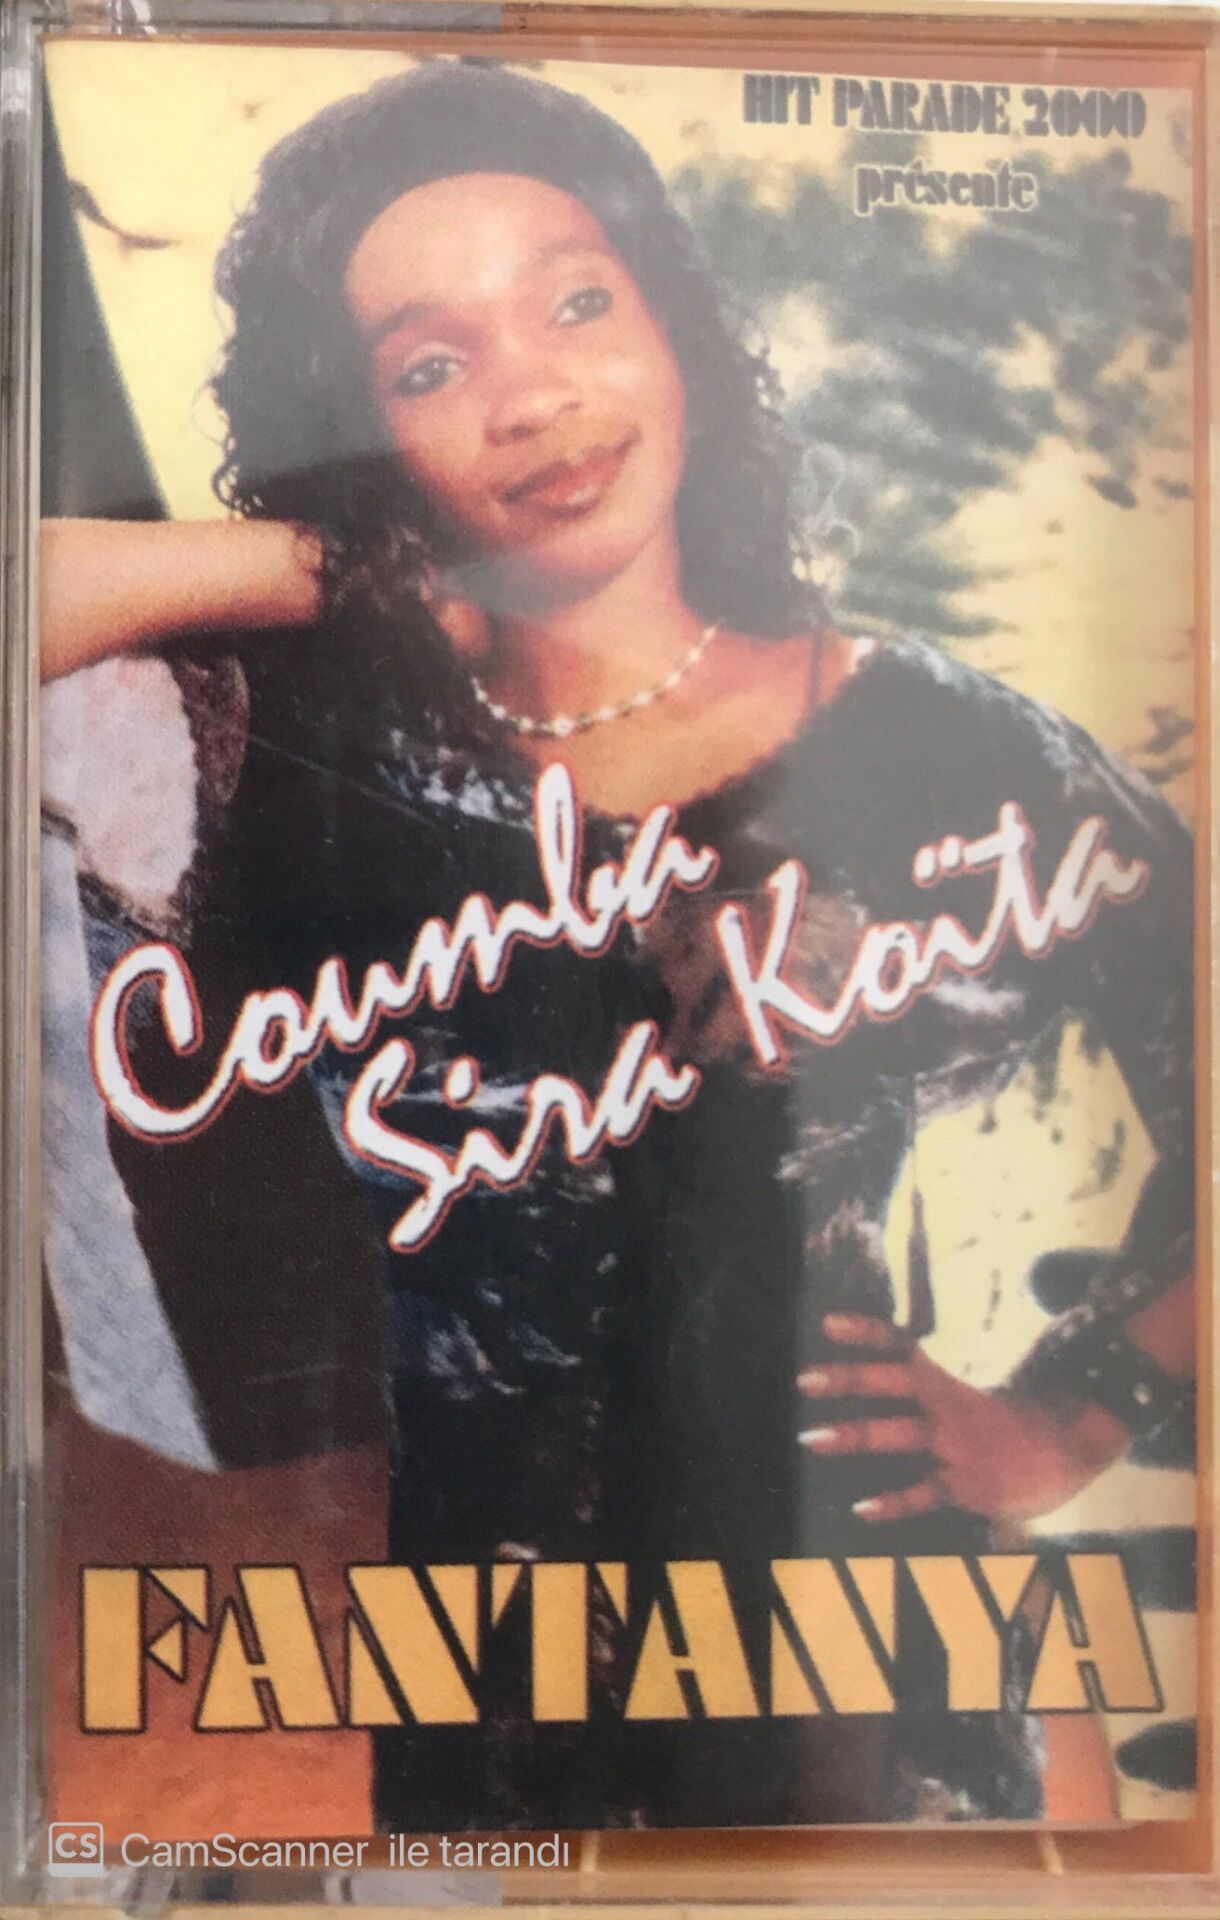 HIT PARADE 2000
présente
Coumba
Sira Koïta
FANTANYA
CS CamScanner ile tarandı